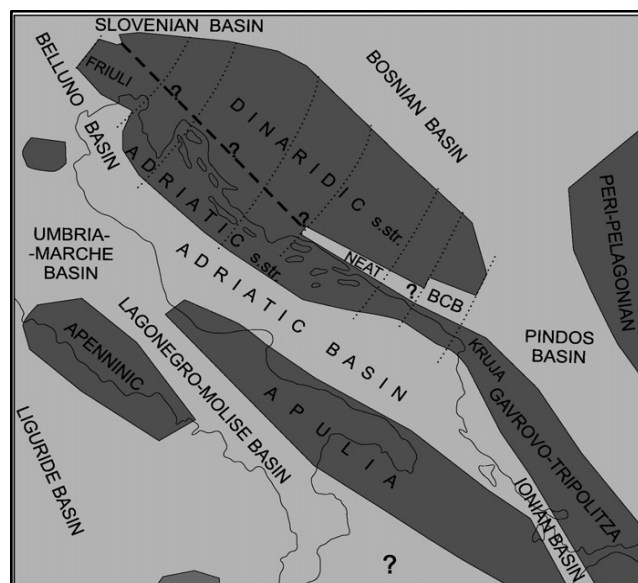 SLOVENIAN BASIN
BELLUNO
BASIN
FRIULI
?
BOSNIAN BASIN
DINARIDIC s.str.
?
ADRIATIC s.str.
?
PERI-PELAGONIAN
UMBRIA-
-MARCHE
BASIN
ADRIATIC BASIN
NEAT
?
BCB
PINDOS
BASIN
LAGONEGRO-MOLISE BASIN
APENNINIC
KRUJA
GAVROVO-TRIPOLITZA
APULIA
LIGURIDE BASIN
IONIAN BASIN
?